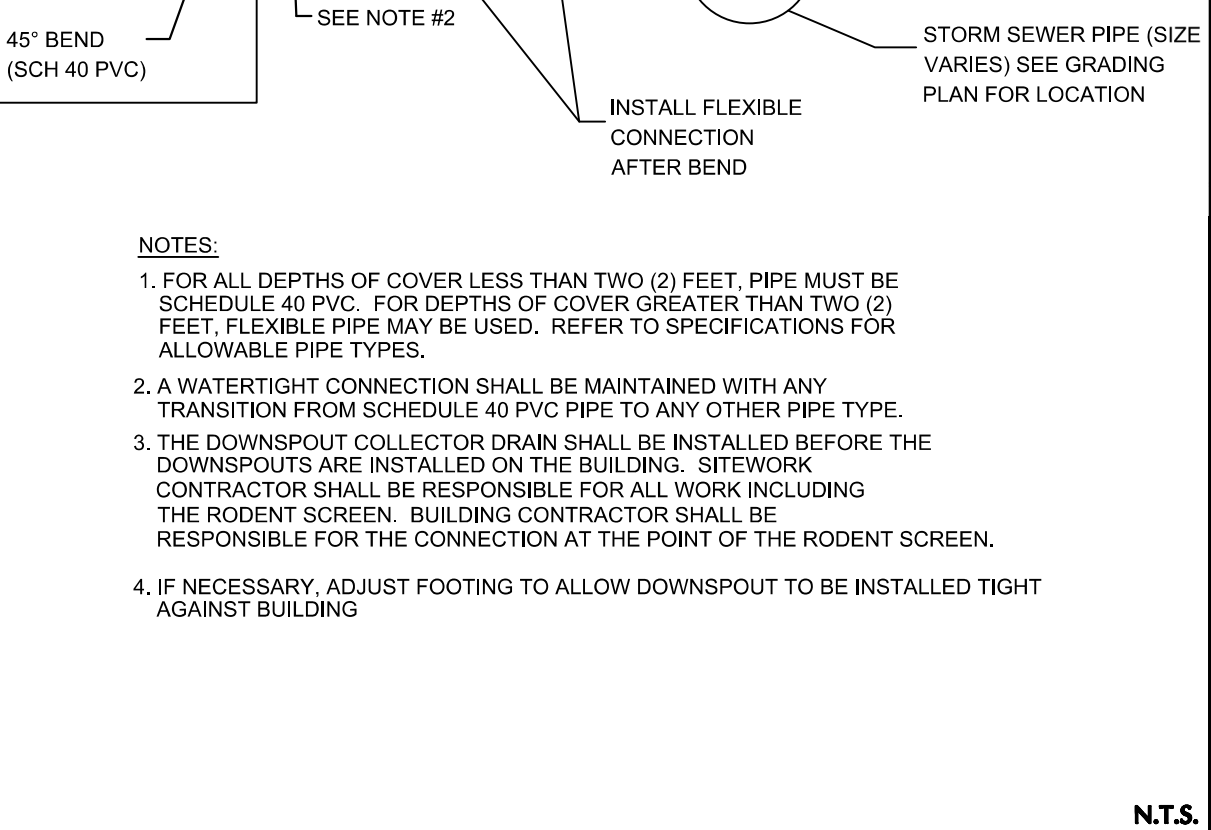 SEE NOTE #2
45° BEND
(SCH 40 PVC)
STORM SEWER PIPE (SIZE
VARIES) SEE GRADING
PLAN FOR LOCATION
INSTALL FLEXIBLE
CONNECTION
AFTER BEND
NOTES:
1. FOR ALL DEPTHS OF COVER LESS THAN TWO (2) FEET, PIPE MUST BE
SCHEDULE 40 PVC.  FOR DEPTHS OF COVER GREATER THAN TWO (2)
FEET, FLEXIBLE PIPE MAY BE USED.  REFER TO SPECIFICATIONS FOR
ALLOWABLE PIPE TYPES.
2. A WATERTIGHT CONNECTION SHALL BE MAINTAINED WITH ANY
TRANSITION FROM SCHEDULE 40 PVC PIPE TO ANY OTHER PIPE TYPE.
3. THE DOWNSPOUT COLLECTOR DRAIN SHALL BE INSTALLED BEFORE THE
DOWNSPOUTS ARE INSTALLED ON THE BUILDING.  SITEWORK
CONTRACTOR SHALL BE RESPONSIBLE FOR ALL WORK INCLUDING
THE RODENT SCREEN.  BUILDING CONTRACTOR SHALL BE
RESPONSIBLE FOR THE CONNECTION AT THE POINT OF THE RODENT SCREEN.
4. IF NECESSARY, ADJUST FOOTING TO ALLOW DOWNSPOUT TO BE INSTALLED TIGHT
AGAINST BUILDING
N.T.S.